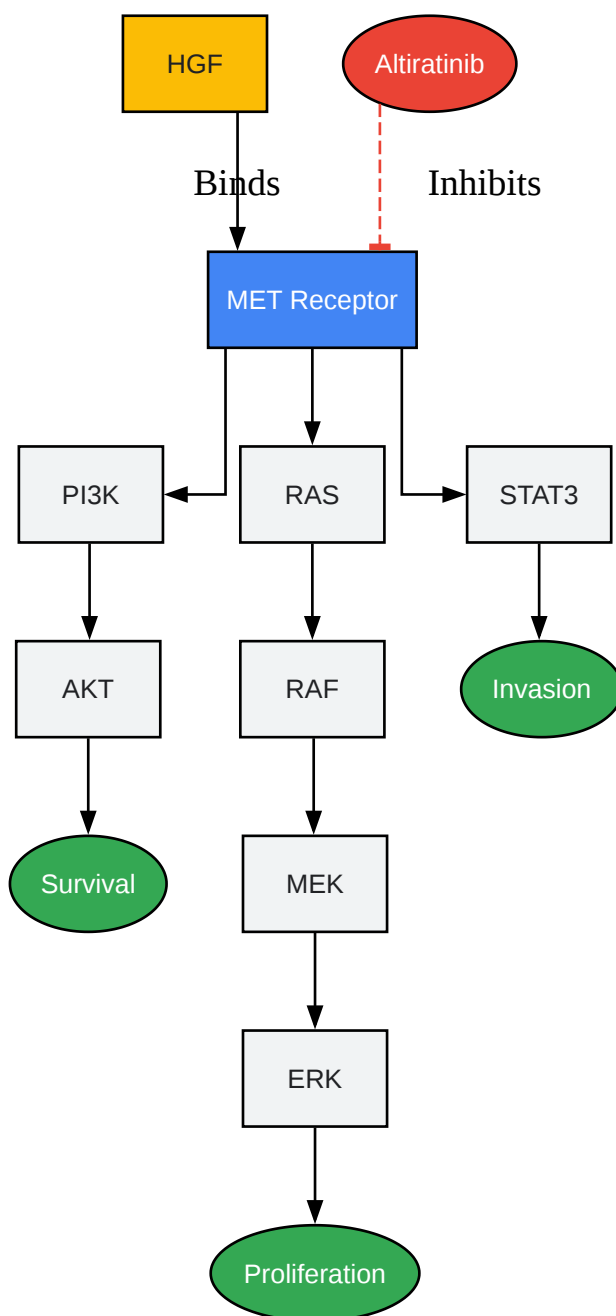 HGF
Altiratinib
Binds
Inhibits
MET Receptor
PI3K
RAS
STAT3
AKT
RAF
Invasion
Survival
MEK
ERK
Proliferation